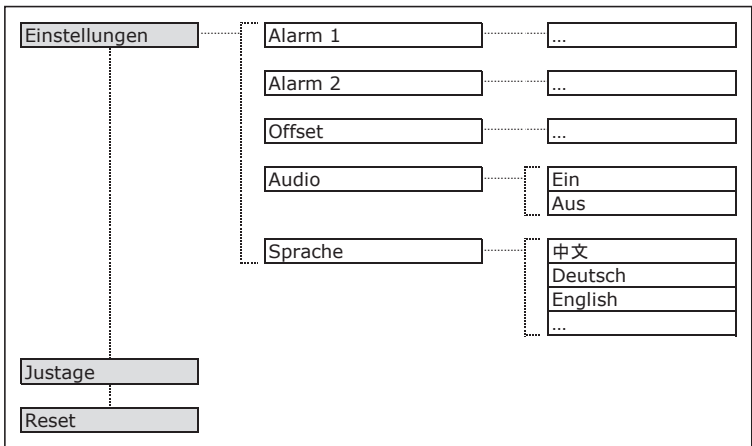 Einstellungen
Alarm 1
...
Alarm 2
...
Offset
...
Audio
Ein
Aus
Sprache
中文
Deutsch
English
...
Justage
Reset